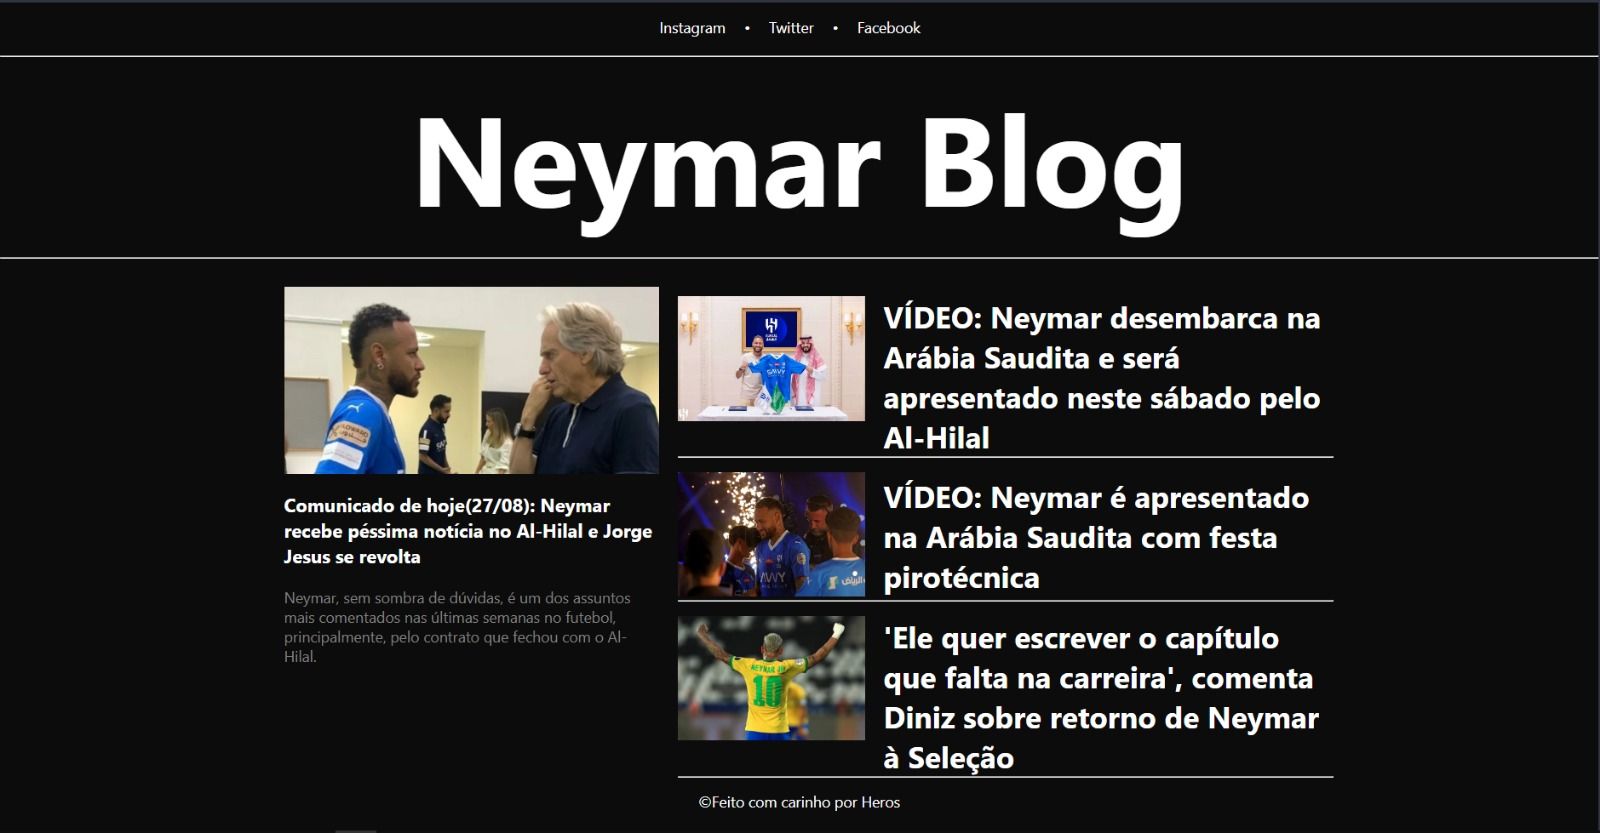 Instagram • Twitter • Facebook
Neymar Blog
Comunicado de hoje(27/08): Neymar
recebe péssima notícia no Al-Hilal e Jorge
Jesus se revolta
Neymar, sem sombra de dúvidas, é um dos assuntos
mais comentados nas últimas semanas no futebol,
principalmente, pelo contrato que fechou com o Al-
Hilal.
VÍDEO: Neymar desembarca na
Arábia Saudita e será
apresentado neste sábado pelo
Al-Hilal
VÍDEO: Neymar é apresentado
na Arábia Saudita com festa
pirotécnica
NEYMAR JR
10
'Ele quer escrever o capítulo
que falta na carreira', comenta
Diniz sobre retorno de Neymar
à Seleção
©Feito com carinho por Heros